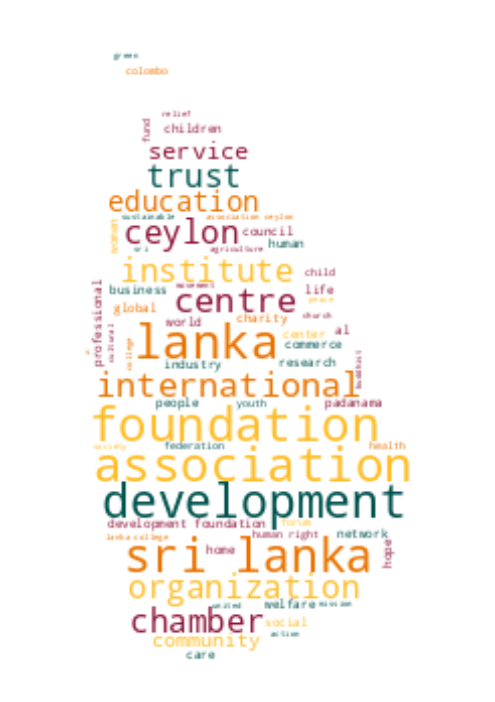 green
colombo
relief
fund
children
service
trust
education
sustainable association ceylon
women
ceylon council
sri agriculture human
institute child
business movement life
professional
centre peace
global charity church
world
cultural
lanka center al
college commerce
industry research
buddhist
international
people youth padanama
foundation
society federation health
association
development
development foundation forum
lanka college human right network
sri lanka
home
hope
organization
united welfare mission
chamber social
action
community
care